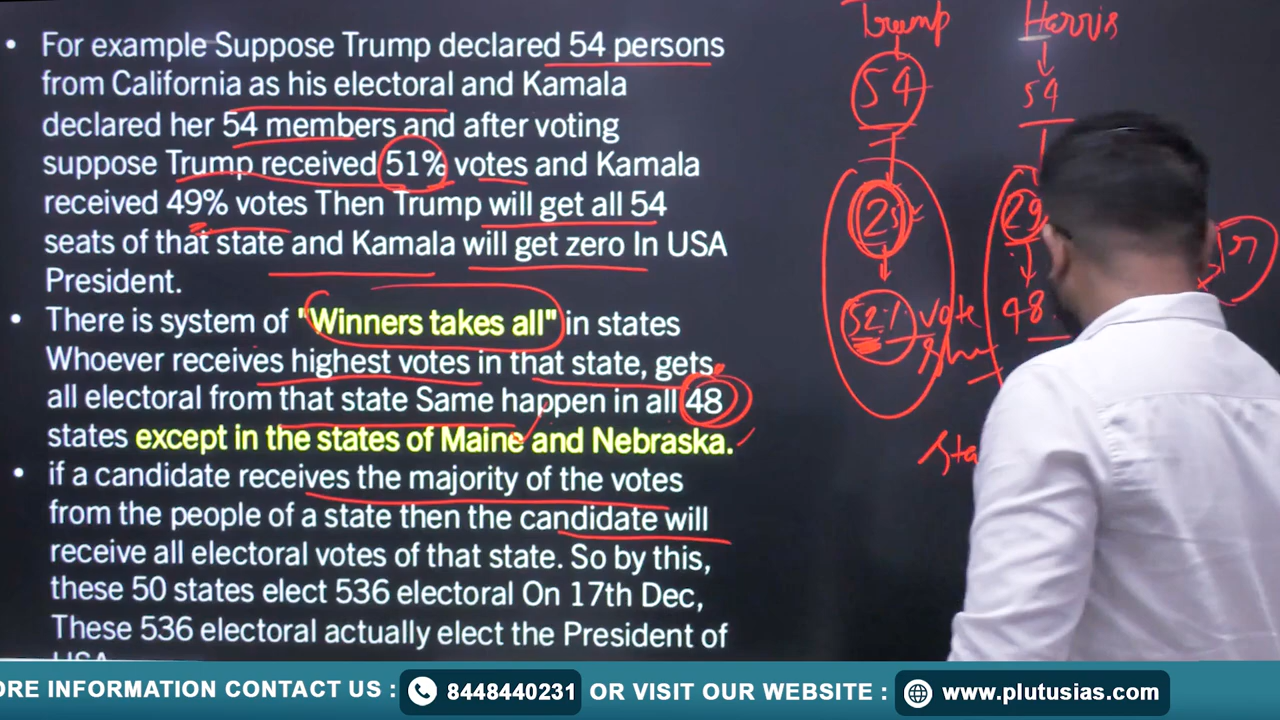 • For example Suppose Trump declared 54 persons
from California as his electoral and Kamala
declared her 54 members and after voting
suppose Trump received 51% votes and Kamala
received 49% votes Then Trump will get all 54
seats of that state and Kamala will get zero In USA
President.
• There is system of "Winners takes all" in states
Whoever receives highest votes in that state, gets
all electoral from that state Same happen in all 48
states except in the states of Maine and Nebraska.
• if a candidate receives the majority of the votes
from the people of a state then the candidate will
receive all electoral votes of that state. So by this,
these 50 states elect 536 electoral On 17th Dec,
These 536 electoral actually elect the President of
USA
Trump Harris
54 54
25 29
52% vote 48
Sta
ORE INFORMATION CONTACT US : 8448440231 OR VISIT OUR WEBSITE : www.plutusias.com